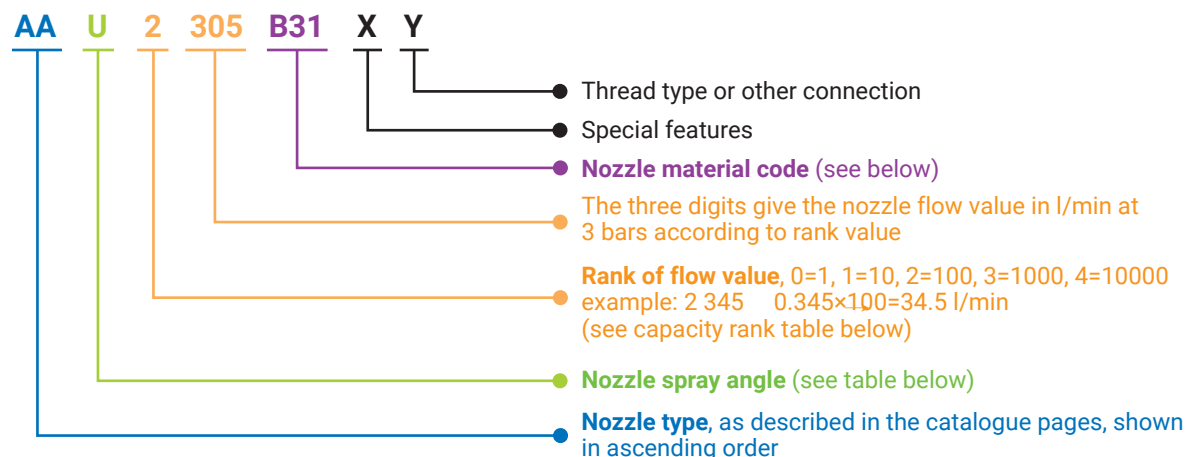 AA U 2 305 B31 X Y
Thread type or other connection
Special features
Nozzle material code (see below)
The three digits give the nozzle flow value in l/min at
3 bars according to rank value
Rank of flow value, 0=1, 1=10, 2=100, 3=1000, 4=10000
example: 2 345 0.345×100=34.5 l/min
(see capacity rank table below)
Nozzle spray angle (see table below)
Nozzle type, as described in the catalogue pages, shown
in ascending order